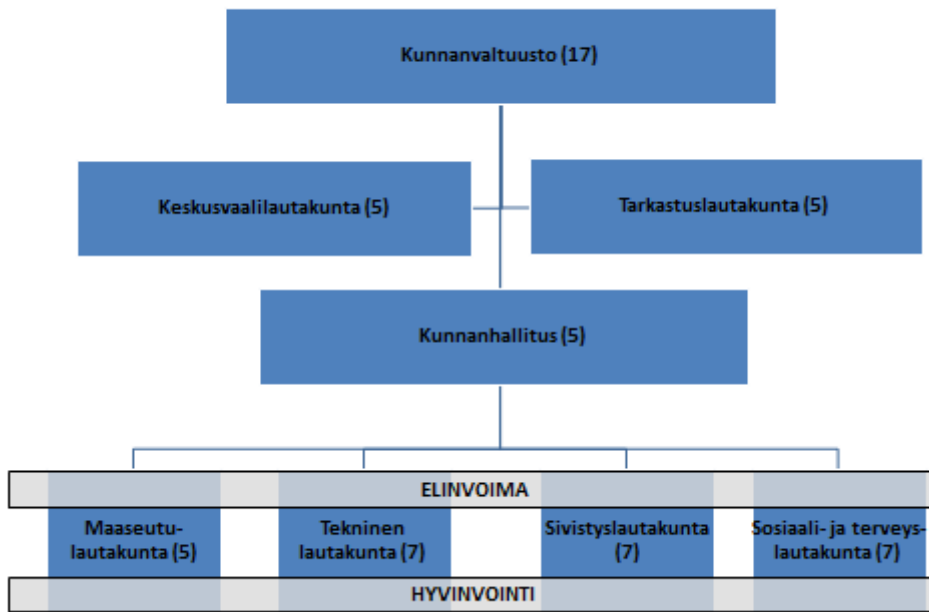 Kunnanvaltuusto (17)
Keskusvaalilautakunta (5)
Tarkastuslautakunta (5)
Kunnanhallitus (5)
ELINVOIMA
Maaseutu-
lautakunta (5)
Tekninen
lautakunta (7)
Sivistyslautakunta
(7)
Sosiaali- ja terveys-
lautakunta (7)
HYVINVOINTI